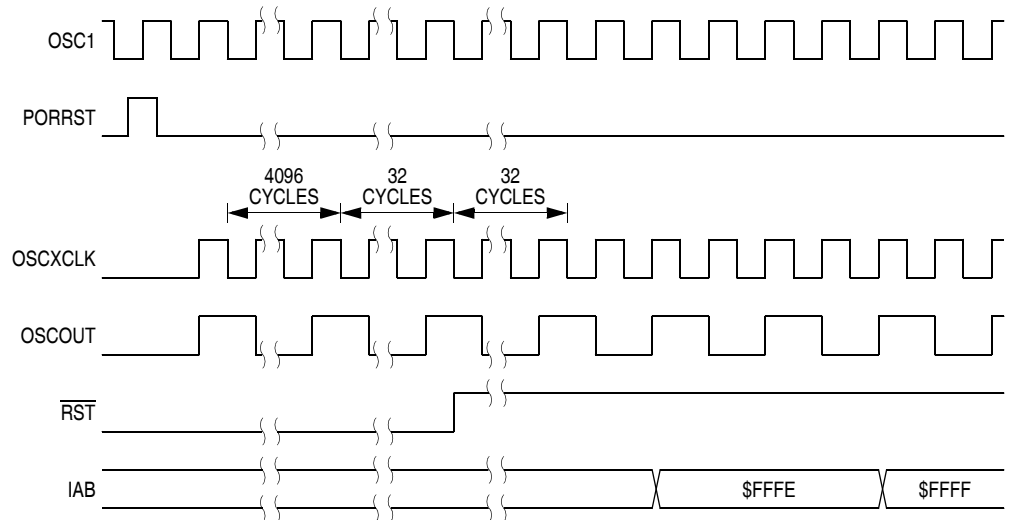 OSC1
PORRST
4096
CYCLES
32
CYCLES
32
CYCLES
OSCXCLK
OSCOUT
RST
IAB
$FFFE
$FFFF